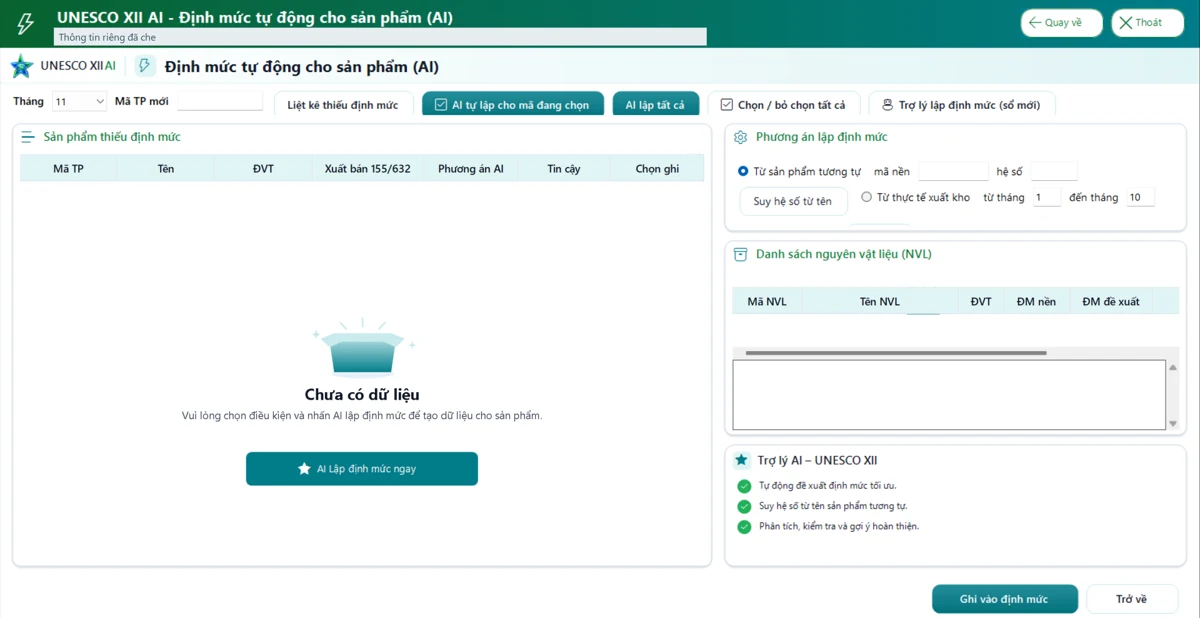 UNESCO XII AI - Định mức tự động cho sản phẩm (AI)
Thông tin riêng đã che
Quay về
Thoát
UNESCO XII AI
Định mức tự động cho sản phẩm (AI)
Tháng 11 Mã TP mới
Liệt kê thiếu định mức
AI tự lập cho mã đang chọn
AI lập tất cả
Chọn / bỏ chọn tất cả
Trợ lý lập định mức (sổ mới)
Sản phẩm thiếu định mức
Mã TP Tên ĐVT Xuất bán 155/632 Phương án AI Tin cậy Chọn ghi
Chưa có dữ liệu
Vui lòng chọn điều kiện và nhấn AI lập định mức để tạo dữ liệu cho sản phẩm.
AI Lập định mức ngay
Phương án lập định mức
Từ sản phẩm tương tự mã nền hệ số
Suy hệ số từ tên
Từ thực tế xuất kho từ tháng 1 đến tháng 10
Danh sách nguyên vật liệu (NVL)
Mã NVL Tên NVL ĐVT ĐM nền ĐM đề xuất
Trợ lý AI – UNESCO XII
Tự động đề xuất định mức tối ưu.
Suy hệ số từ tên sản phẩm tương tự.
Phân tích, kiểm tra và gợi ý hoàn thiện.
Ghi vào định mức
Trở về